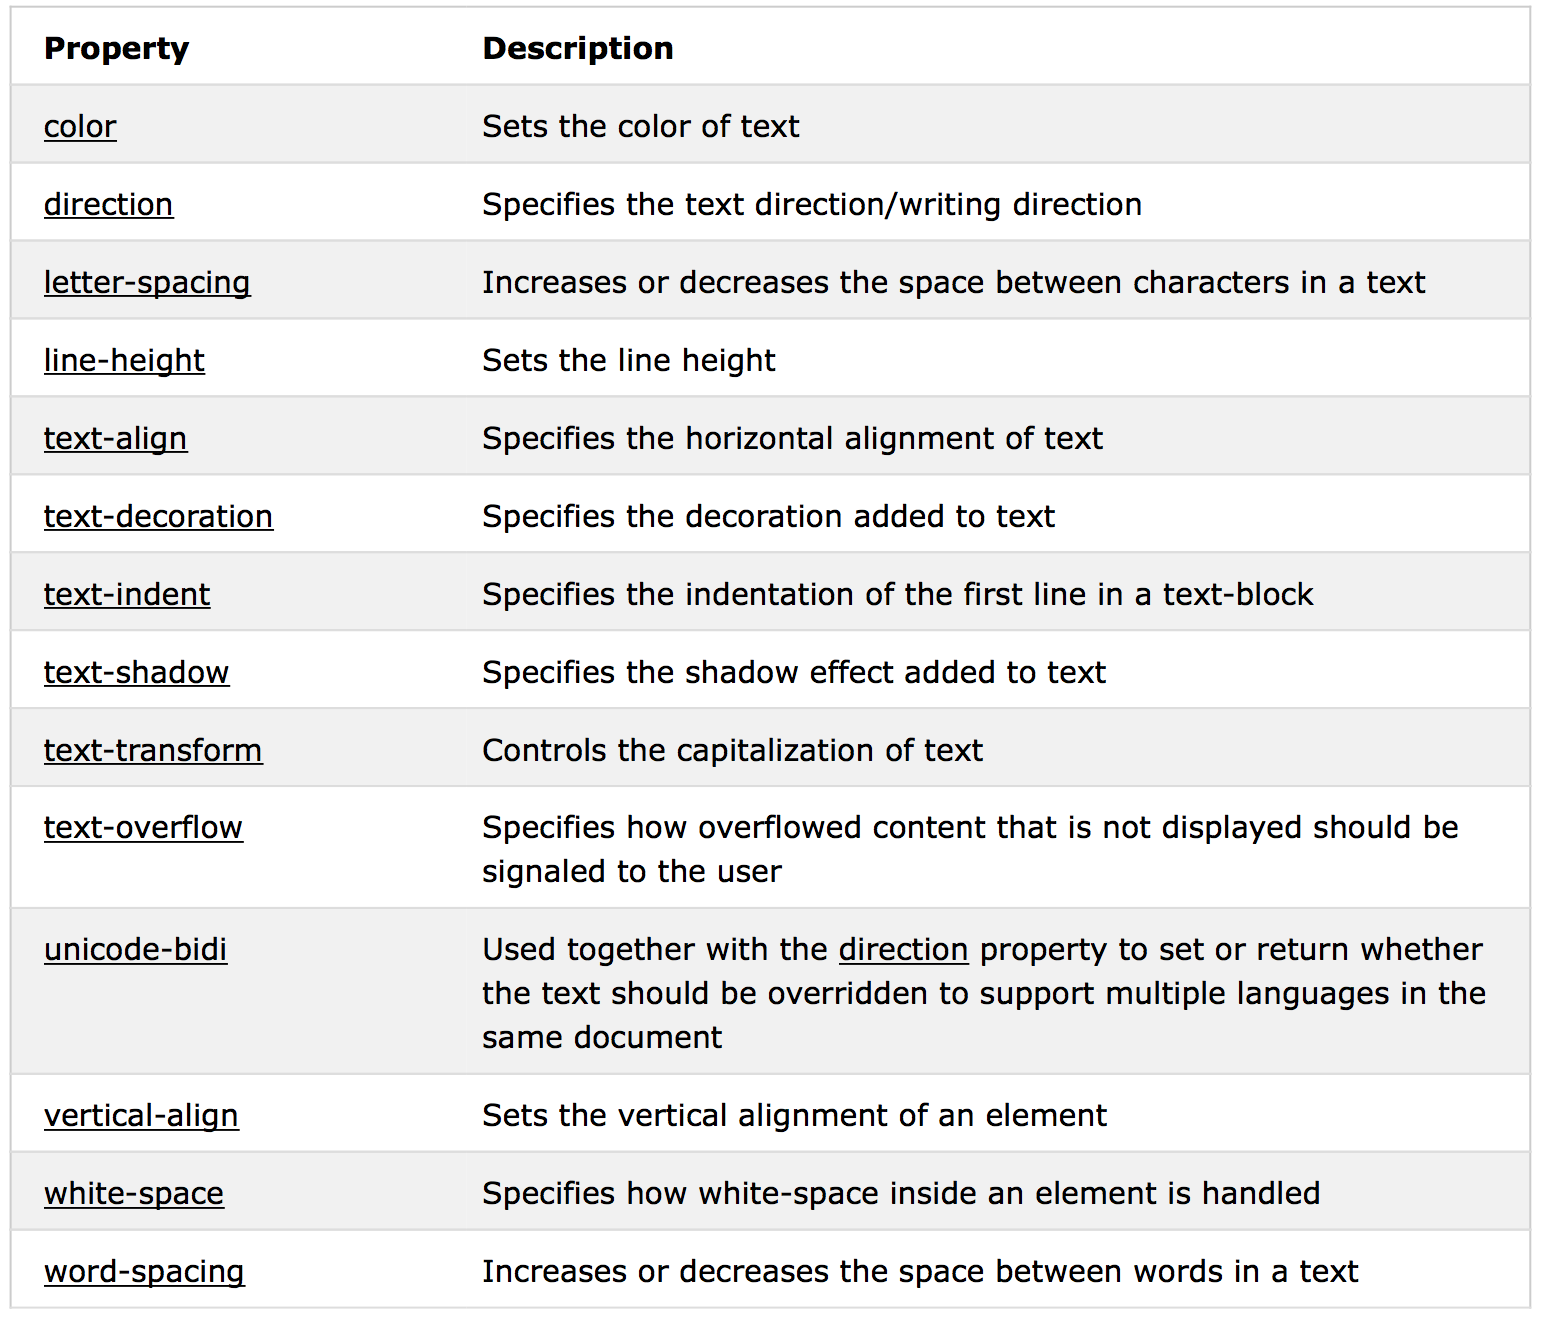 Property Description
color Sets the color of text
direction Specifies the text direction/writing direction
letter-spacing Increases or decreases the space between characters in a text
line-height Sets the line height
text-align Specifies the horizontal alignment of text
text-decoration Specifies the decoration added to text
text-indent Specifies the indentation of the first line in a text-block
text-shadow Specifies the shadow effect added to text
text-transform Controls the capitalization of text
text-overflow Specifies how overflowed content that is not displayed should be
signaled to the user
unicode-bidi Used together with the direction property to set or return whether
the text should be overridden to support multiple languages in the
same document
vertical-align Sets the vertical alignment of an element
white-space Specifies how white-space inside an element is handled
word-spacing Increases or decreases the space between words in a text